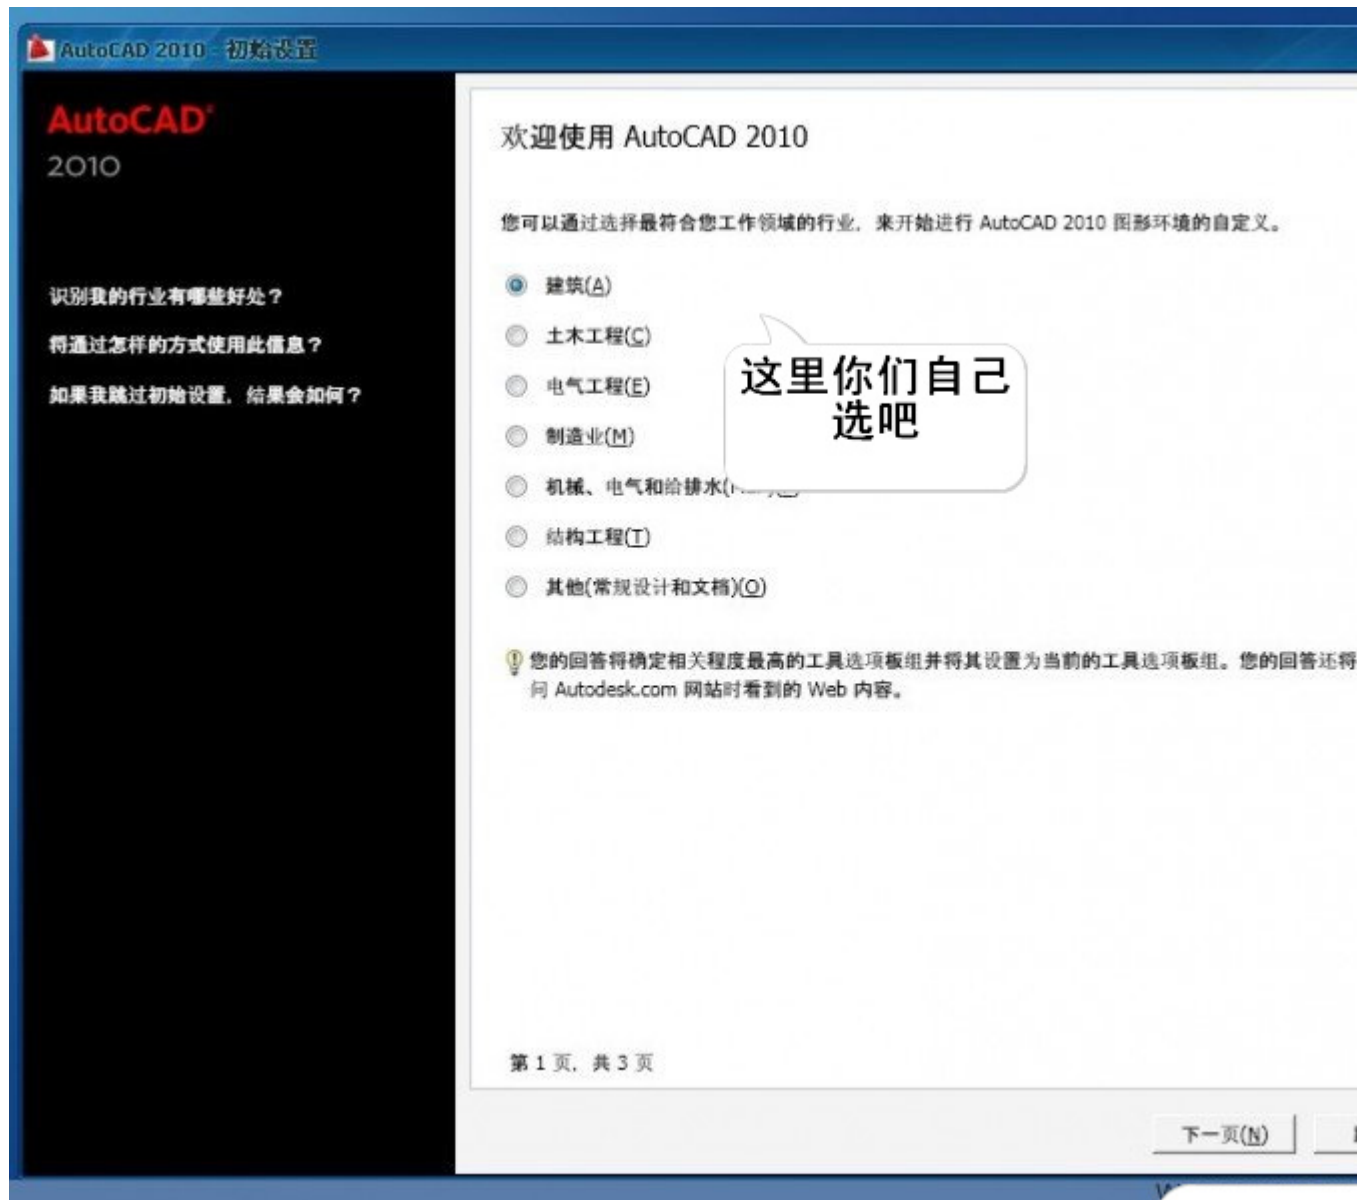 AutoCAD 2010 - 初始设置
AutoCAD
2010
识别我的行业有哪些好处？
将通过怎样的方式使用此信息？
如果我跳过初始设置，结果会如何？
欢迎使用 AutoCAD 2010
您可以通过选择最符合您工作领域的行业，来开始进行 AutoCAD 2010 图形环境的自定义。
建筑(A)
土木工程(C)
电气工程(E)
制造业(M)
机械、电气和给排水(
结构工程(T)
其他(常规设计和文档)(O)
这里你们自己
选吧
您的回答将确定相关程度最高的工具选项板组并将其设置为当前的工具选项板组。您的回答还将
问 Autodesk.com 网站时看到的 Web 内容。
第 1 页，共 3 页
下一页(N)